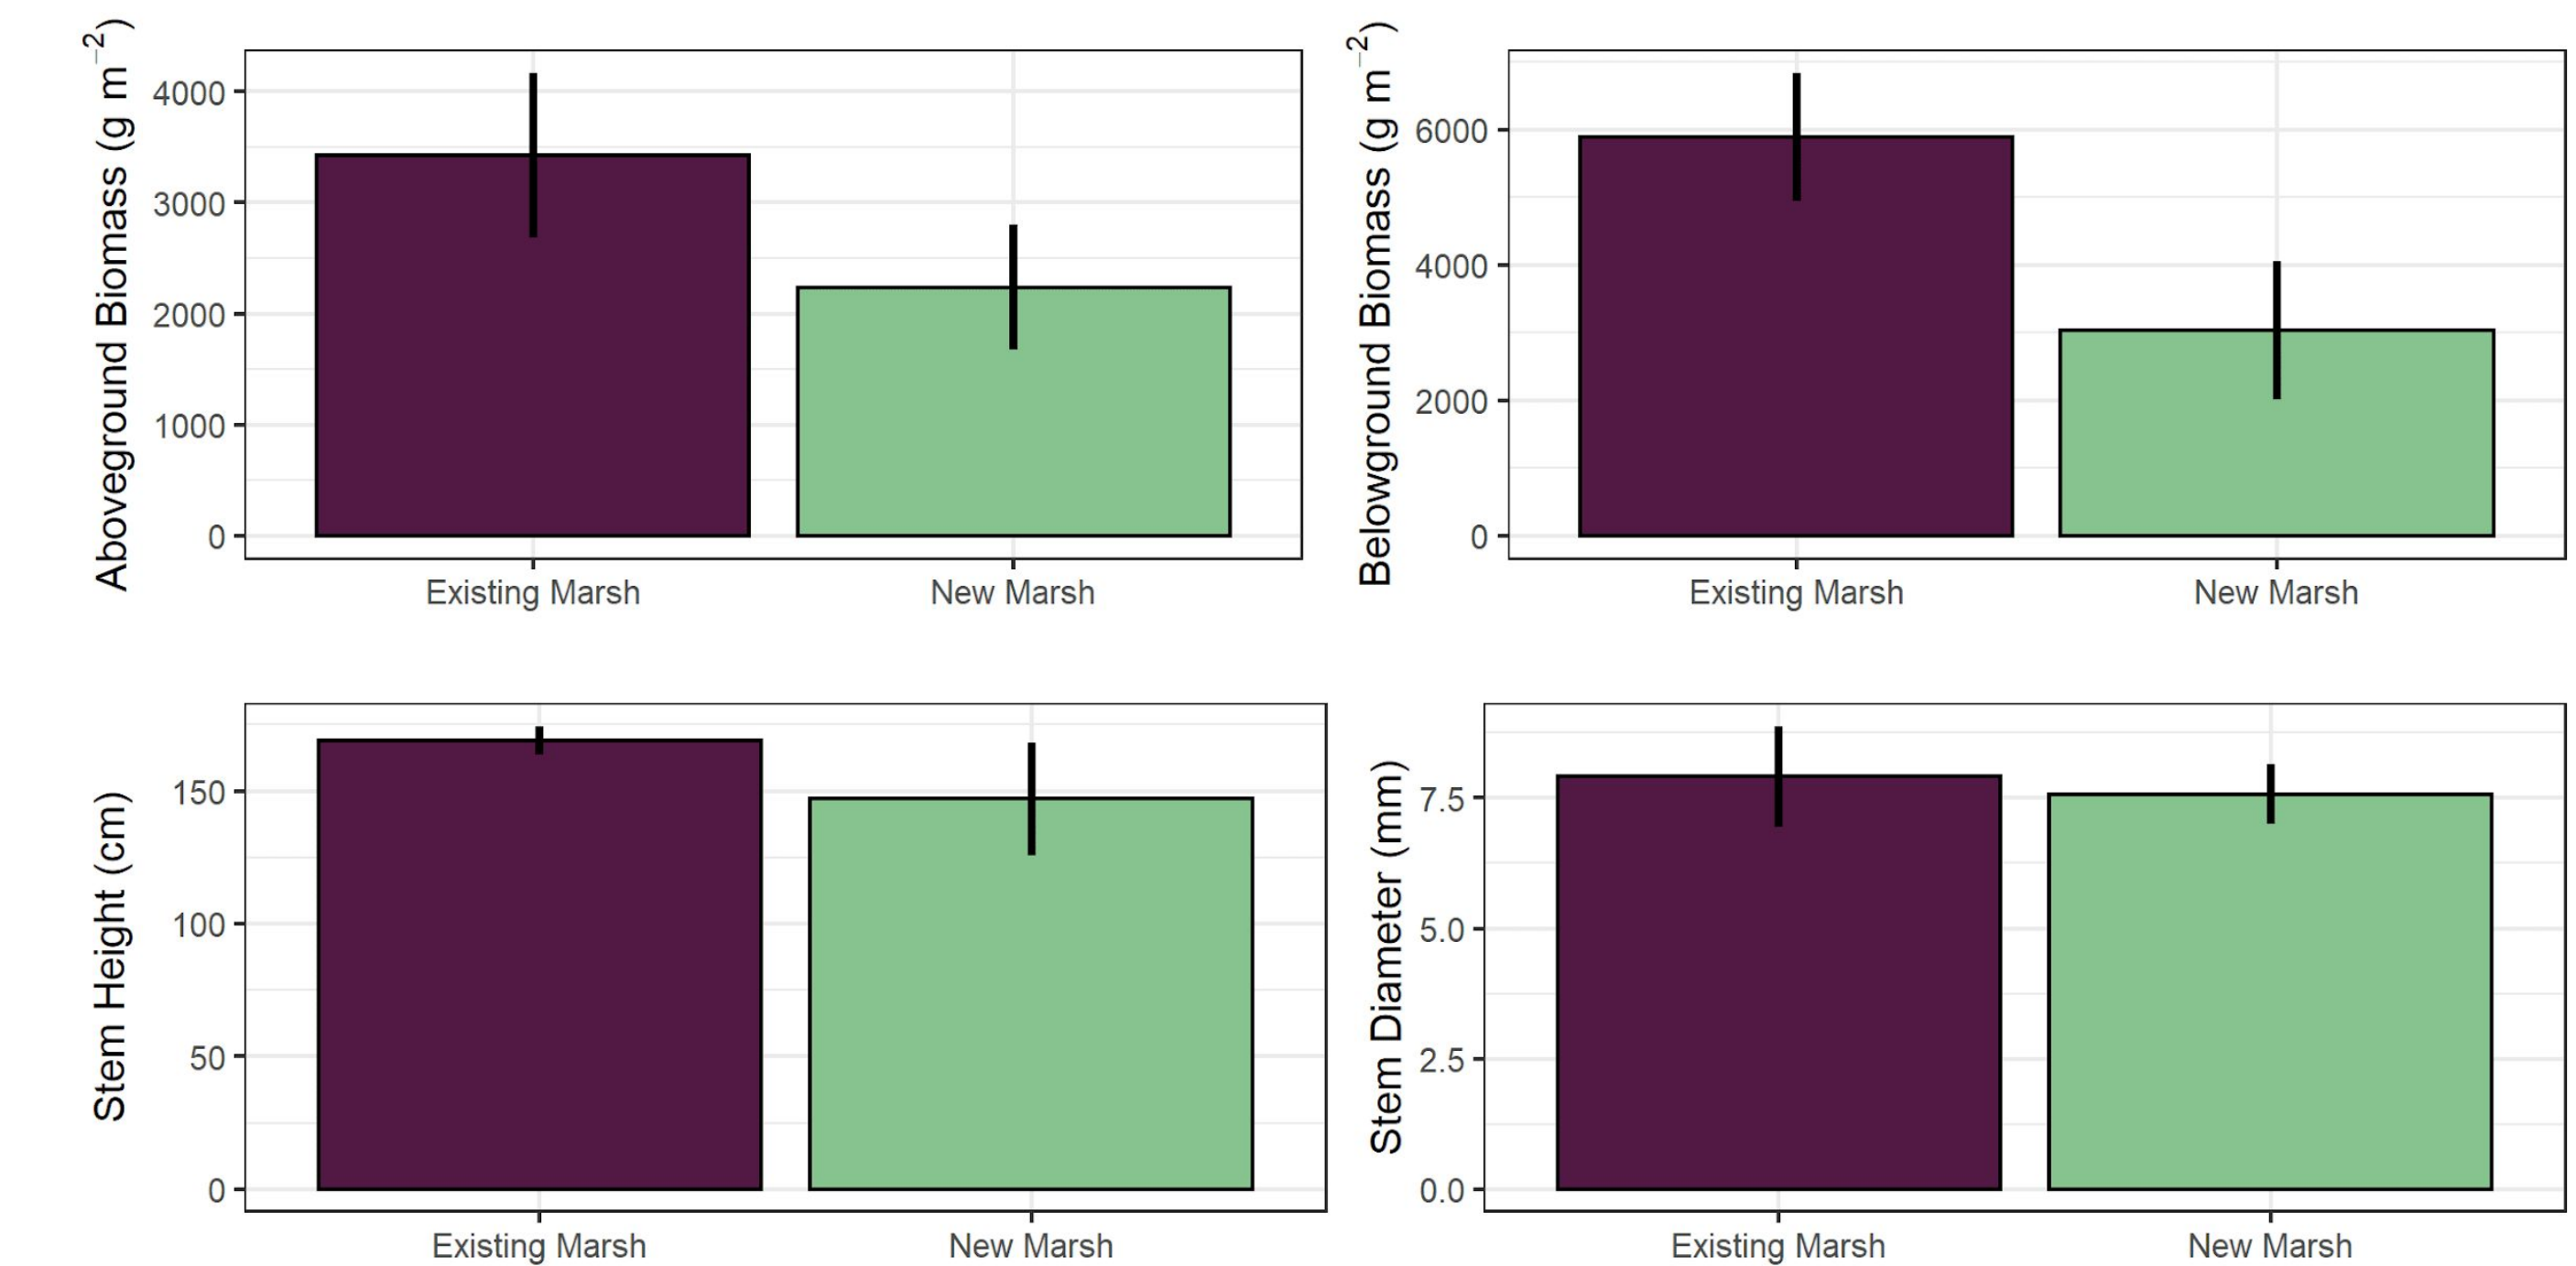 Aboveground Biomass (g m⁻²)
4000
3000
2000
1000
0
Existing Marsh New Marsh
Belowground Biomass (g m⁻²)
6000
4000
2000
0
Existing Marsh New Marsh
Stem Height (cm)
150
100
50
0
Existing Marsh New Marsh
Stem Diameter (mm)
7.5
5.0
2.5
0.0
Existing Marsh New Marsh